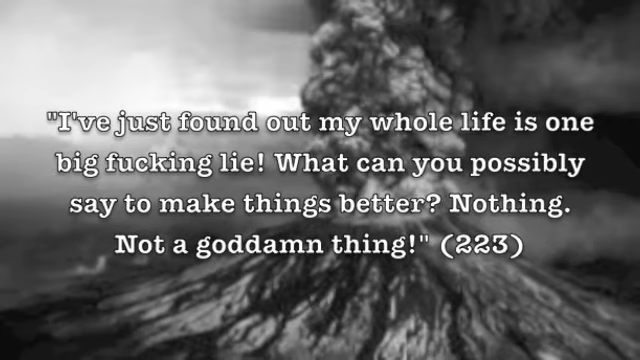 "I've just found out my whole life is one
big fucking lie! What can you possibly
say to make things better? Nothing.
Not a goddamn thing!" (223)